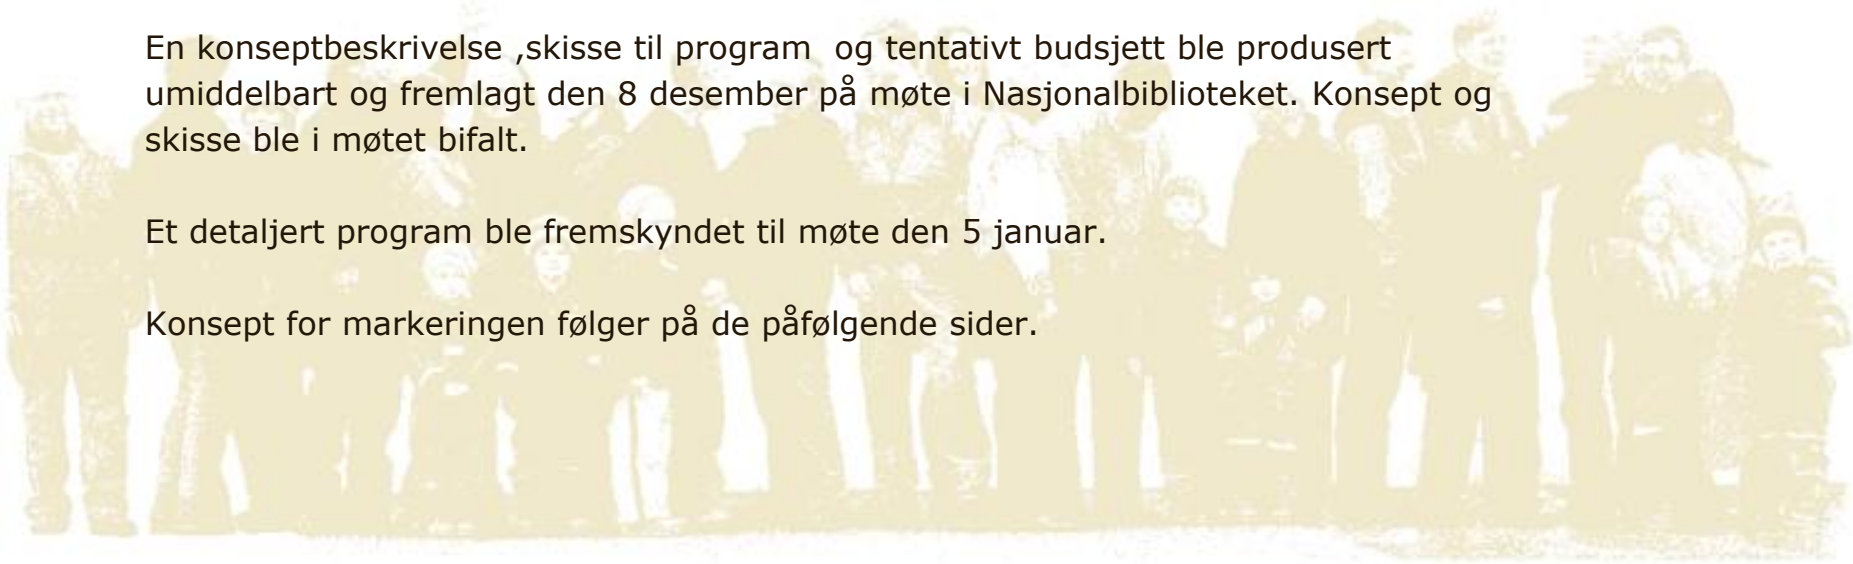 En konseptbeskrivelse ,skisse til program  og tentativt budsjett ble produsert
umiddelbart og fremlagt den 8 desember på møte i Nasjonalbiblioteket. Konsept og
skisse ble i møtet bifalt.
Et detaljert program ble fremskyndet til møte den 5 januar.
Konsept for markeringen følger på de påfølgende sider.